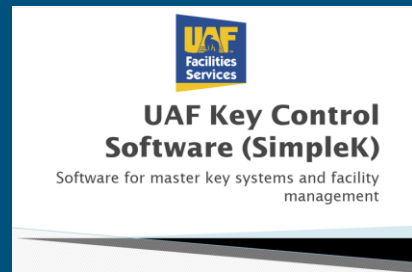 UAF
Facilities
Services
UAF Key Control
Software (SimpleK)
Software for master key systems and facility
management